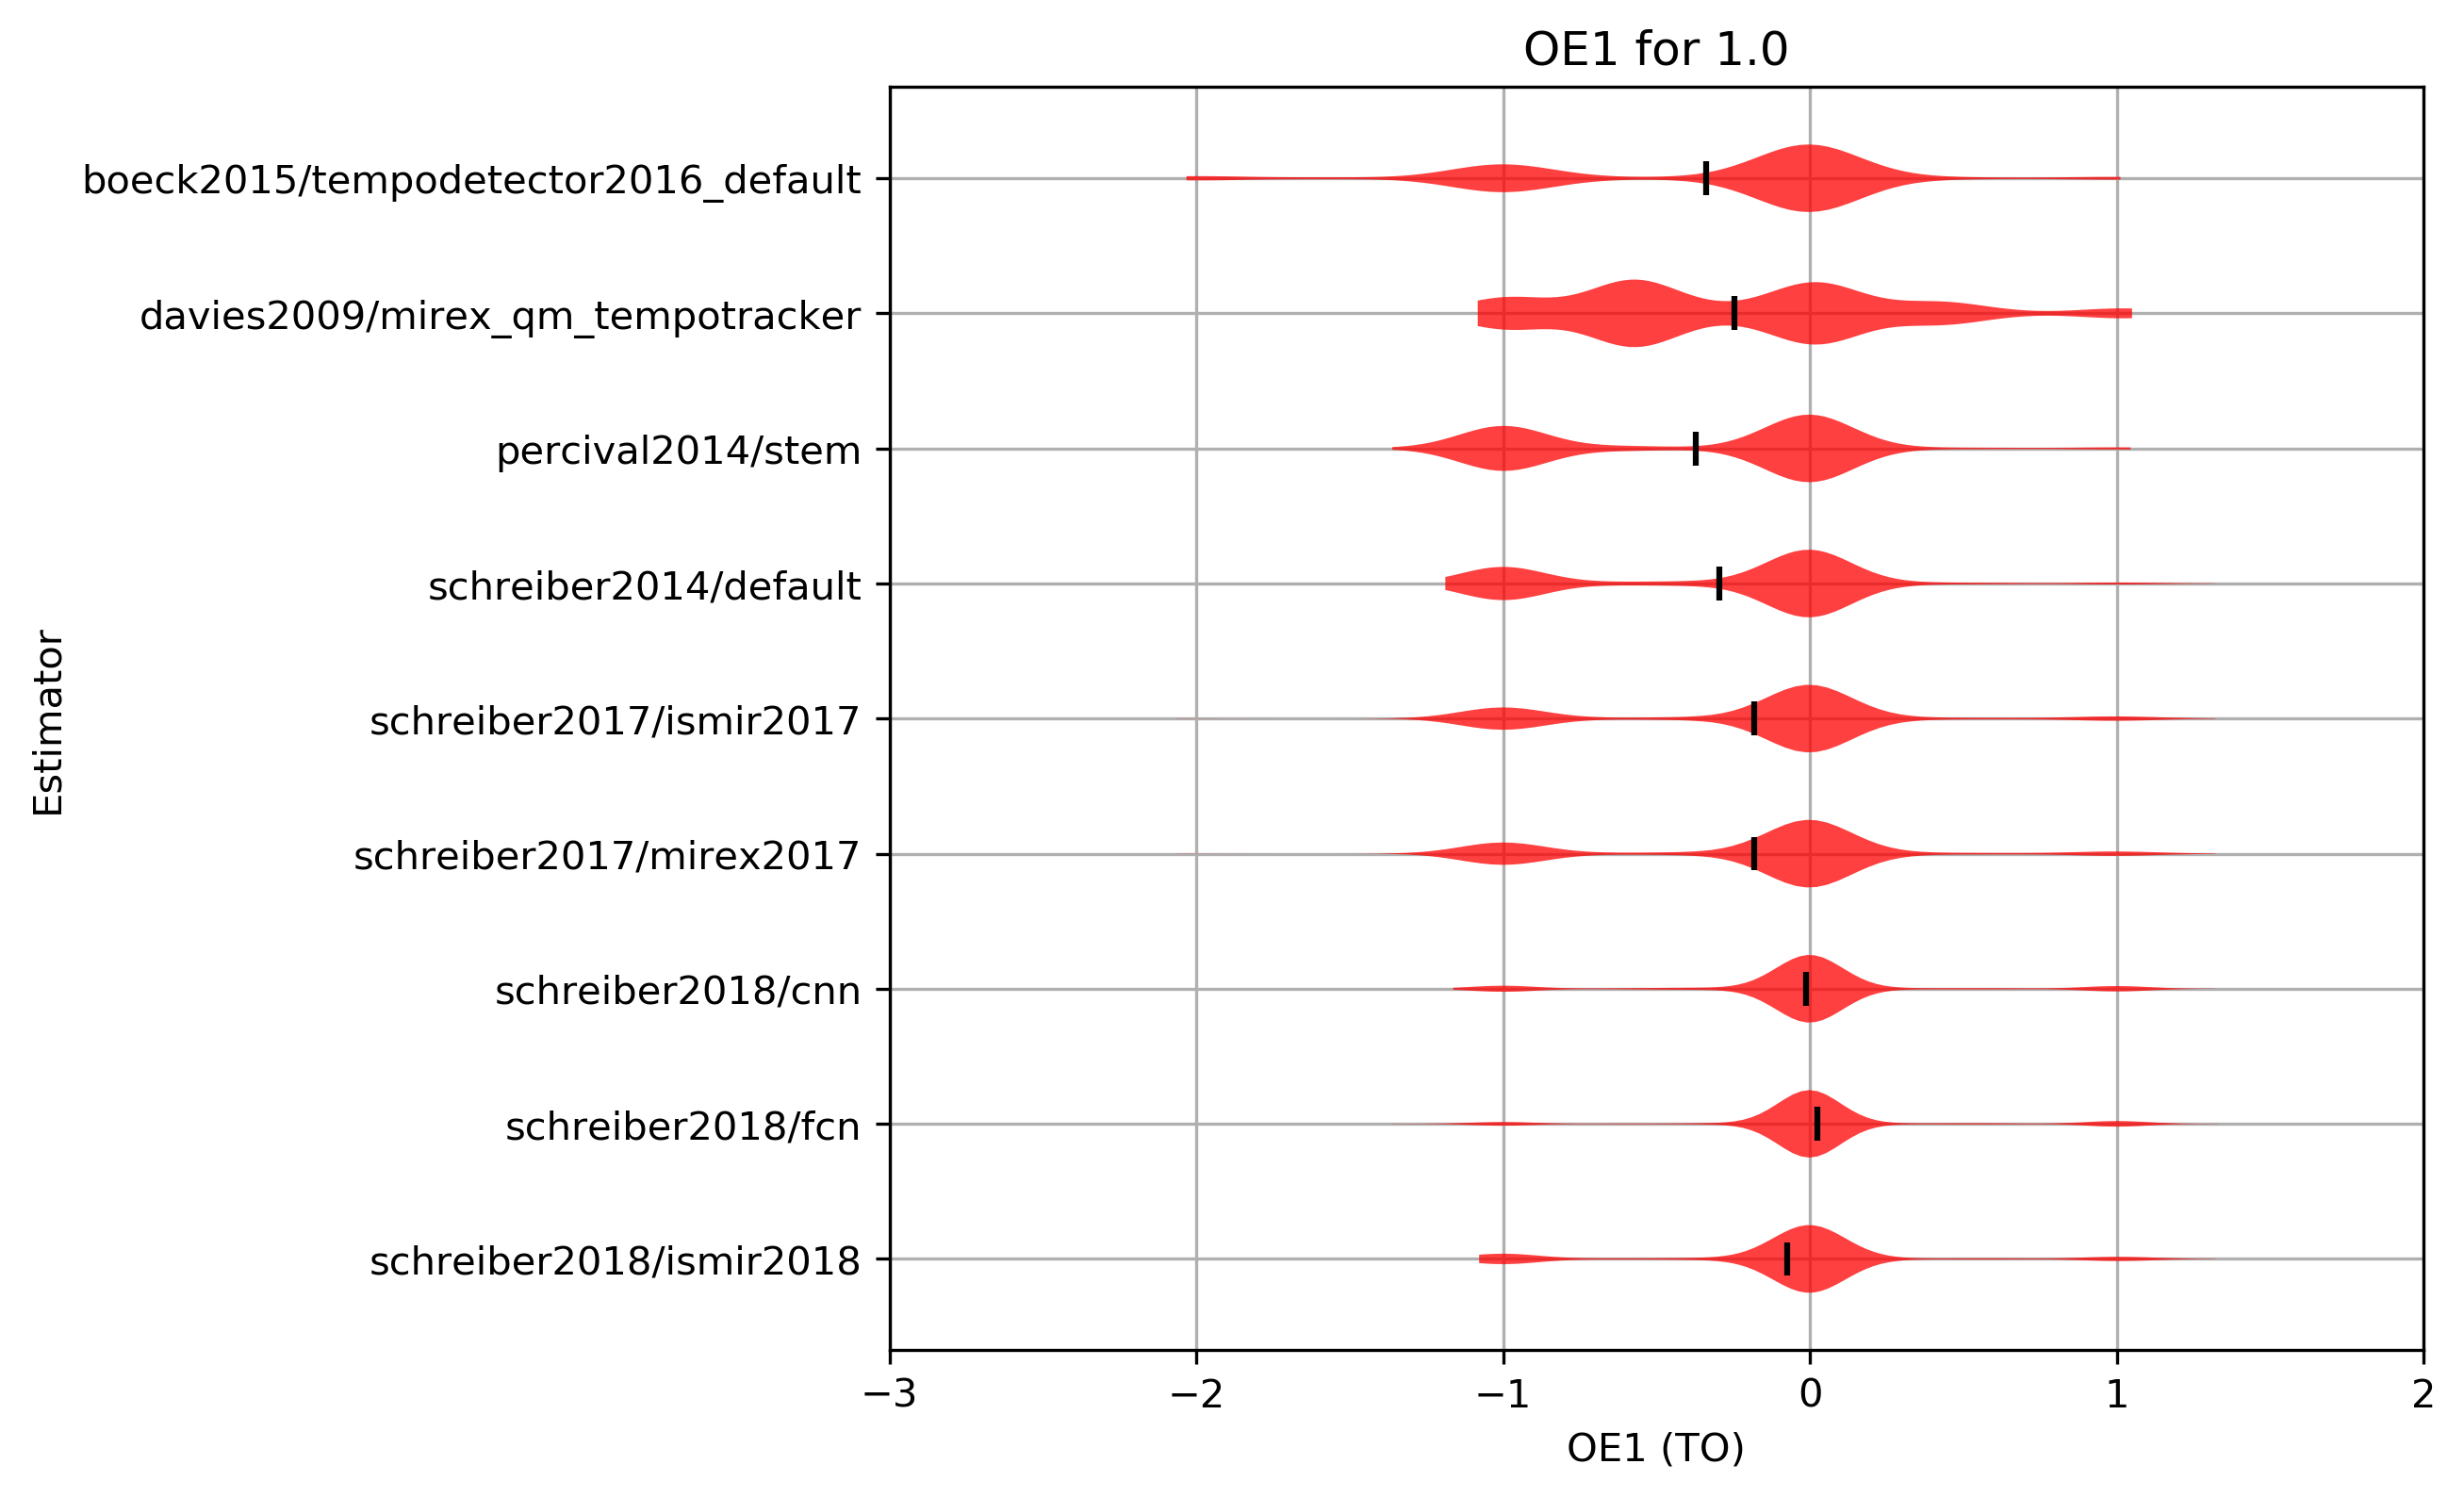 OE1 for 1.0
boeck2015/tempodetector2016_default
davies2009/mirex_qm_tempotracker
percival2014/stem
schreiber2014/default
schreiber2017/ismir2017
schreiber2017/mirex2017
schreiber2018/cnn
schreiber2018/fcn
schreiber2018/ismir2018
Estimator
−3 −2 −1 0 1 2
OE1 (TO)